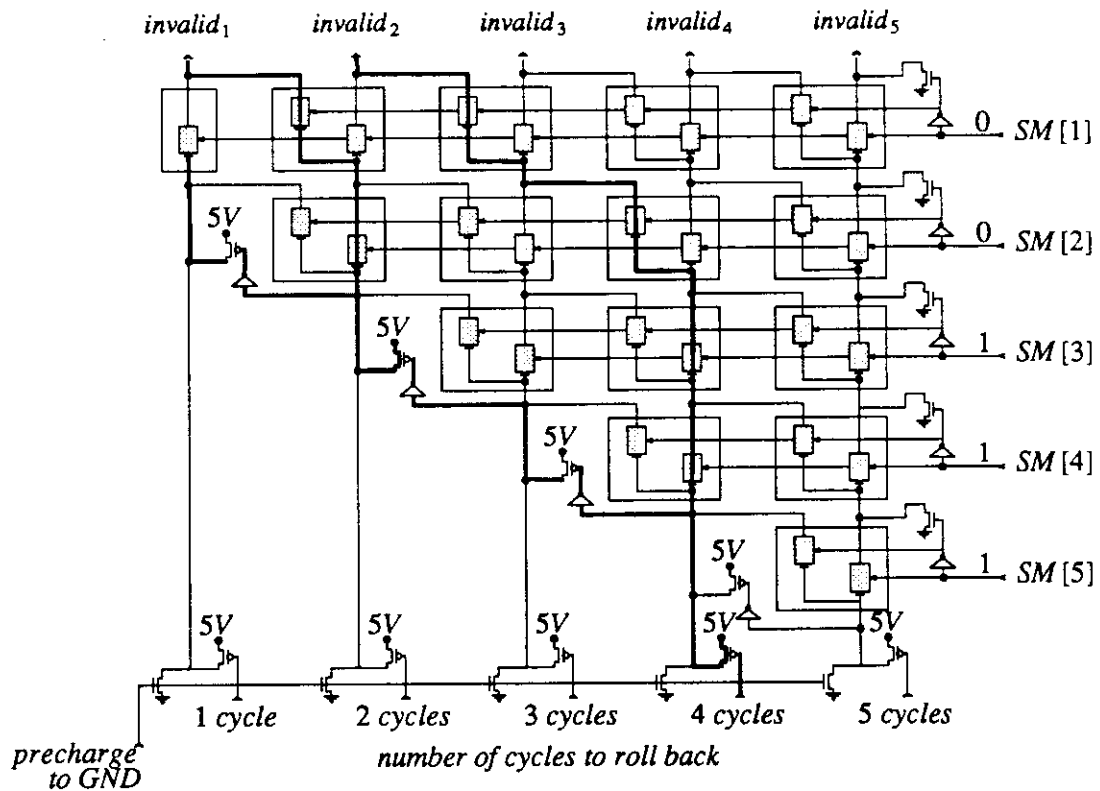 invalid₁ invalid₂ invalid₃ invalid₄ invalid₅
0 SM [1]
5V
0 SM [2]
5V
1 SM [3]
5V
1 SM [4]
5V
1 SM [5]
5V 5V 5V 5V 5V
1 cycle 2 cycles 3 cycles 4 cycles 5 cycles
precharge
to GND
number of cycles to roll back